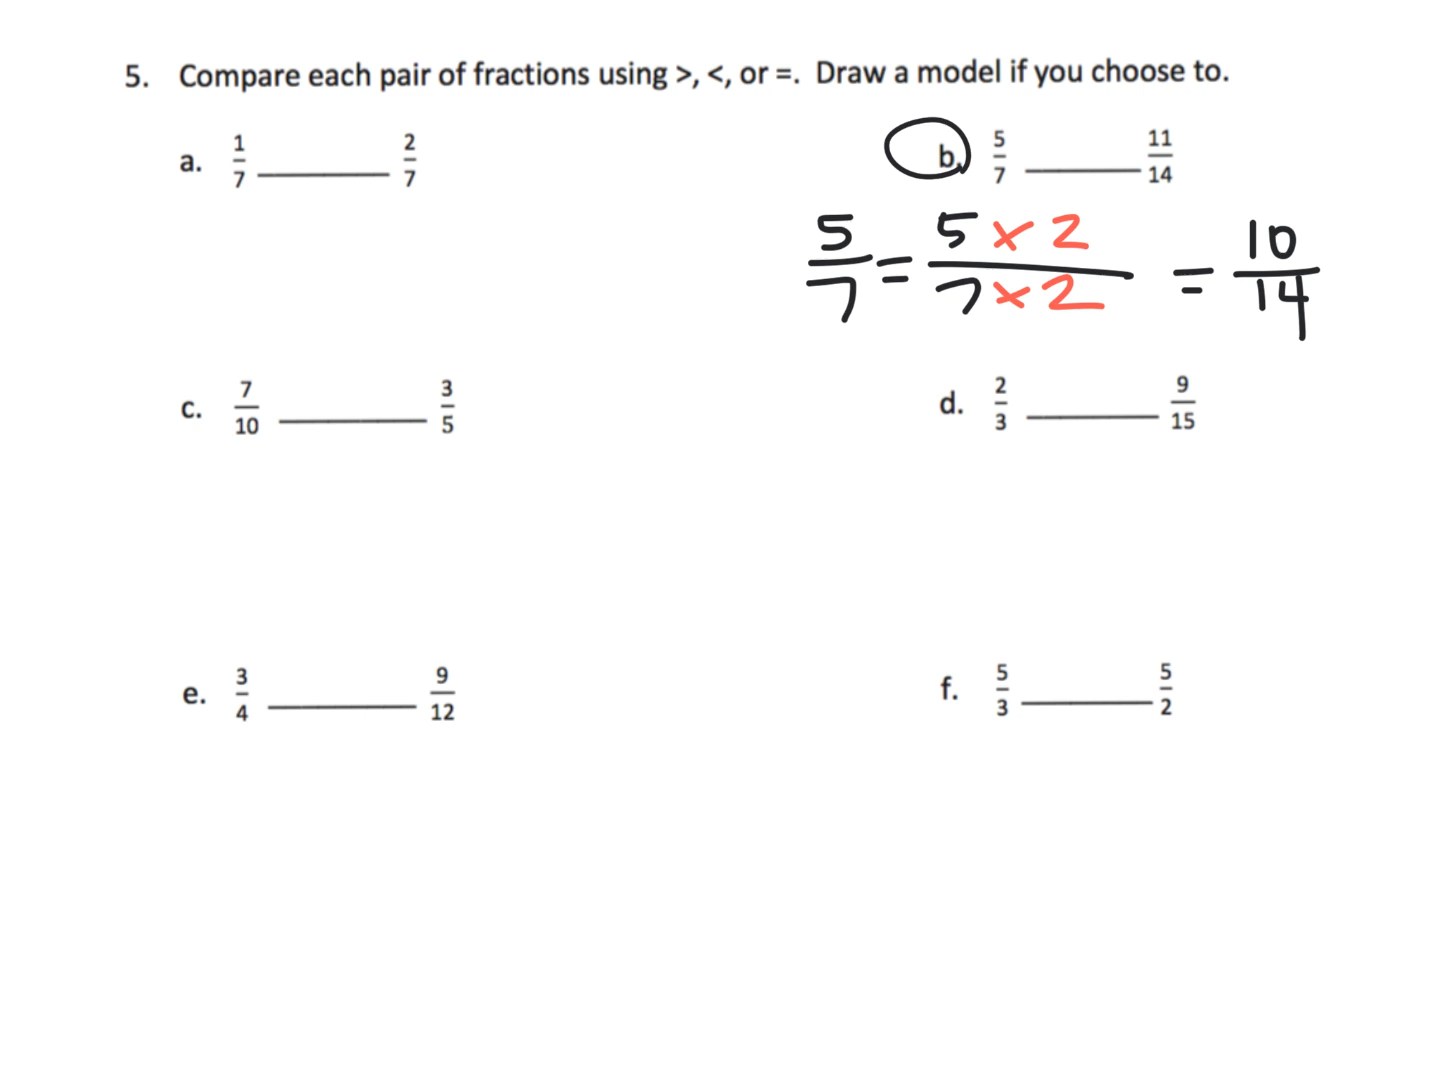 5. Compare each pair of fractions using >, <, or =. Draw a model if you choose to.
a. 1/7 ______ 2/7
b. 5/7 ______ 11/14
5/7 = 5 × 2/7 × 2 = 10/14
c. 7/10 ______ 3/5
d. 2/3 ______ 9/15
e. 3/4 ______ 9/12
f. 5/3 ______ 5/2